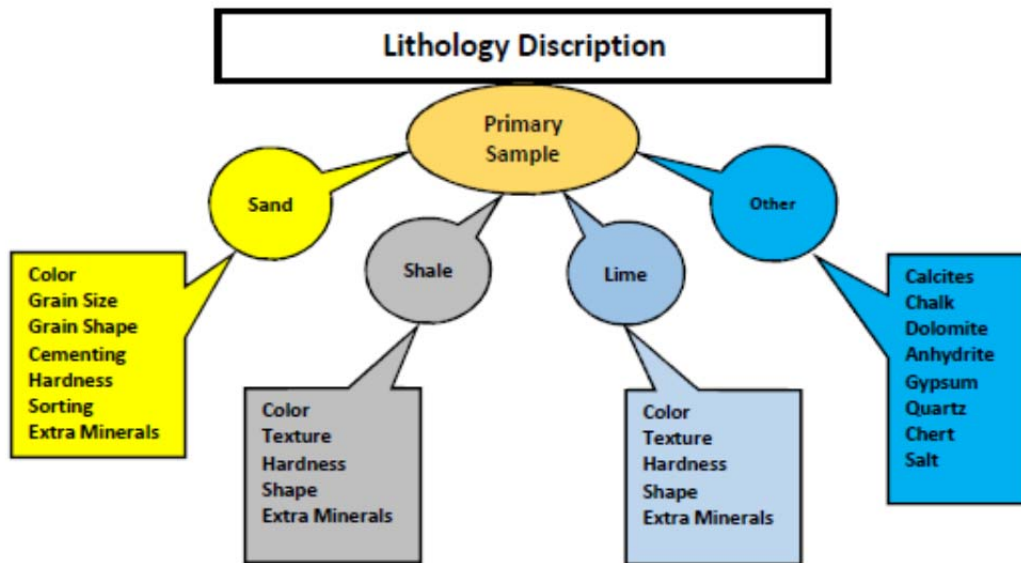 Lithology Discription
Primary
Sample
Sand
Shale
Lime
Other
Color
Grain Size
Grain Shape
Cementing
Hardness
Sorting
Extra Minerals
Color
Texture
Hardness
Shape
Extra Minerals
Color
Texture
Hardness
Shape
Extra Minerals
Calcites
Chalk
Dolomite
Anhydrite
Gypsum
Quartz
Chert
Salt